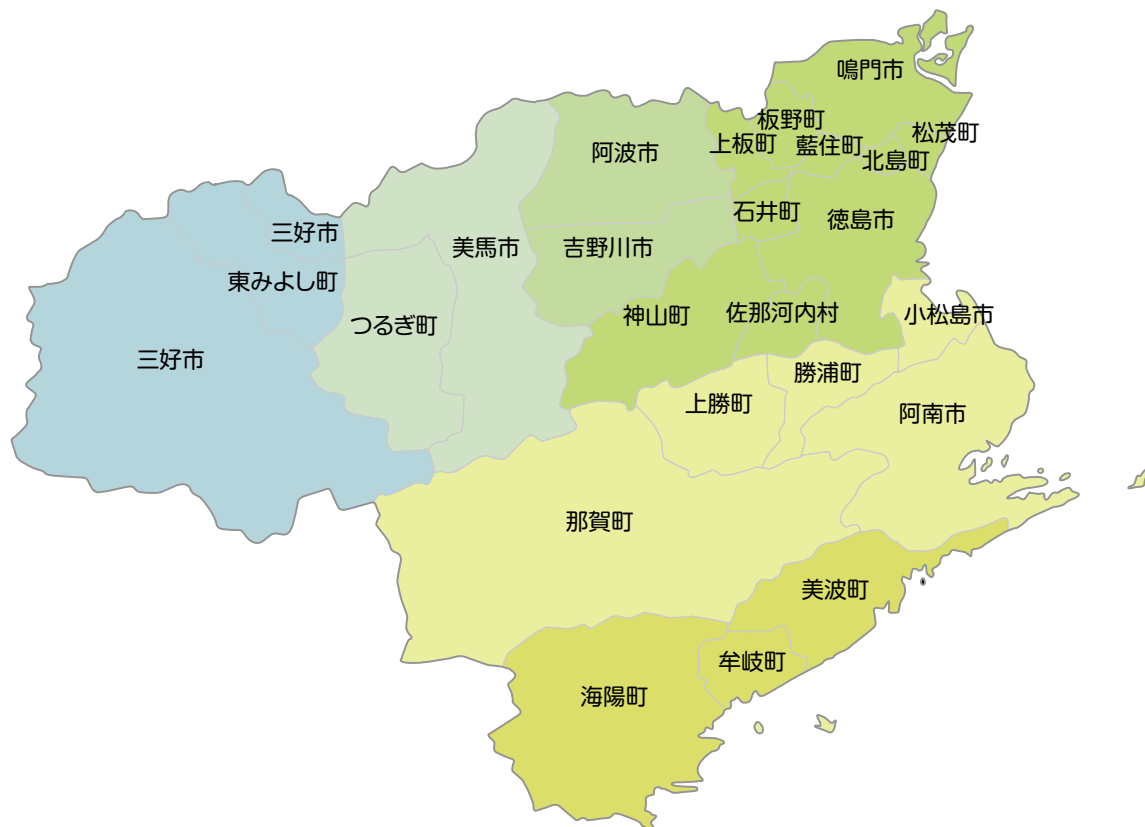 鳴門市
板野町
松茂町
上板町
藍住町
阿波市
北島町
石井町
徳島市
三好市
美馬市
吉野川市
東みよし町
神山町
佐那河内村
小松島市
つるぎ町
三好市
勝浦町
上勝町
阿南市
那賀町
美波町
牟岐町
海陽町